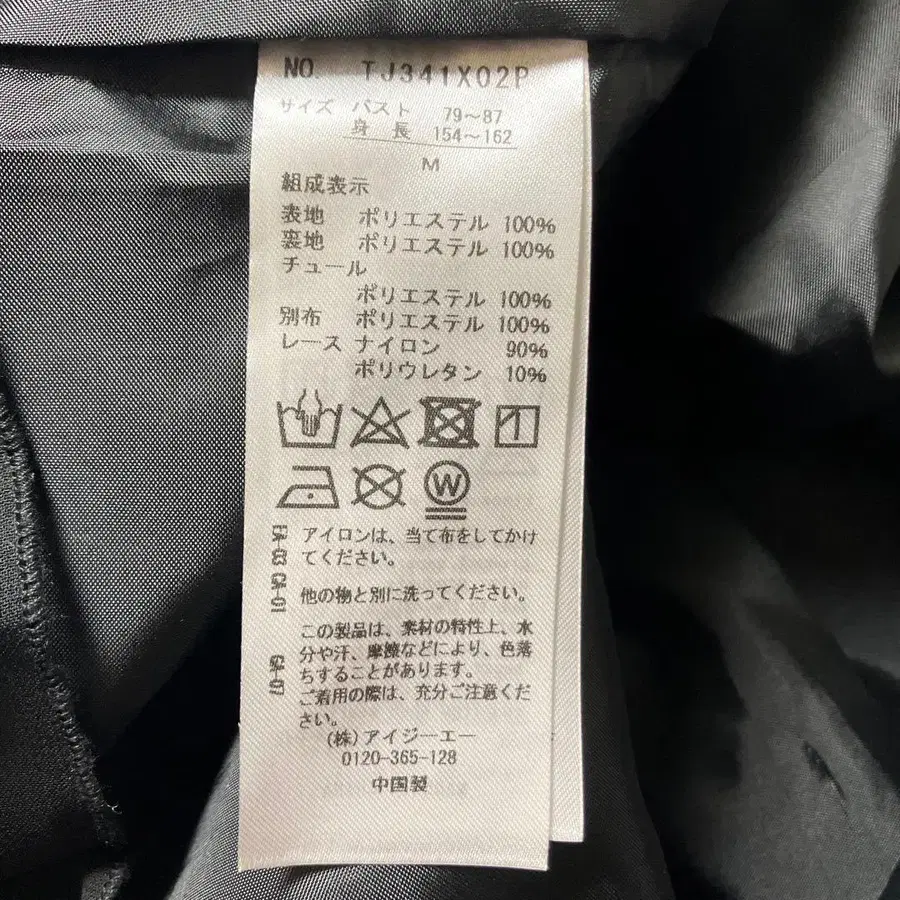 NO. TJ341X02P
サイズ バスト 79～87
身長 154～162
M
組成表示
表地 ポリエステル 100%
裏地 ポリエステル 100%
チュール
ポリエステル 100%
別布 ポリエステル 100%
レース ナイロン 90%
ポリウレタン 10%
W
アイロンは、当て布をしてかけ
てください。
他の物と別に洗ってください。
この製品は、素材の特性上、水
分や汗、摩擦などにより、色落
ちすることがあります。
ご着用の際は、充分ご注意くだ
さい。
(株)アイジーエー
0120-365-128
中国製